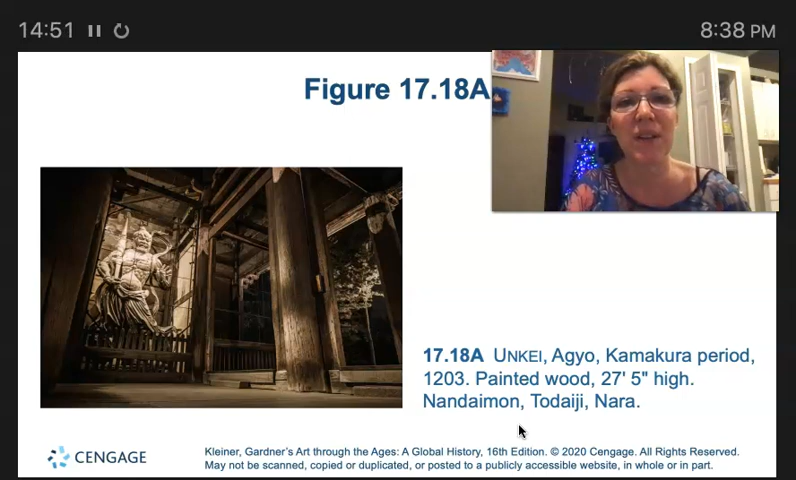 14:51
8:38 PM
Figure 17.18A
17.18A UNKEI, Agyo, Kamakura period,
1203. Painted wood, 27' 5" high.
Nandaimon, Todaiji, Nara.
CENGAGE
Kleiner, Gardner's Art through the Ages: A Global History, 16th Edition. © 2020 Cengage. All Rights Reserved.
May not be scanned, copied or duplicated, or posted to a publicly accessible website, in whole or in part.